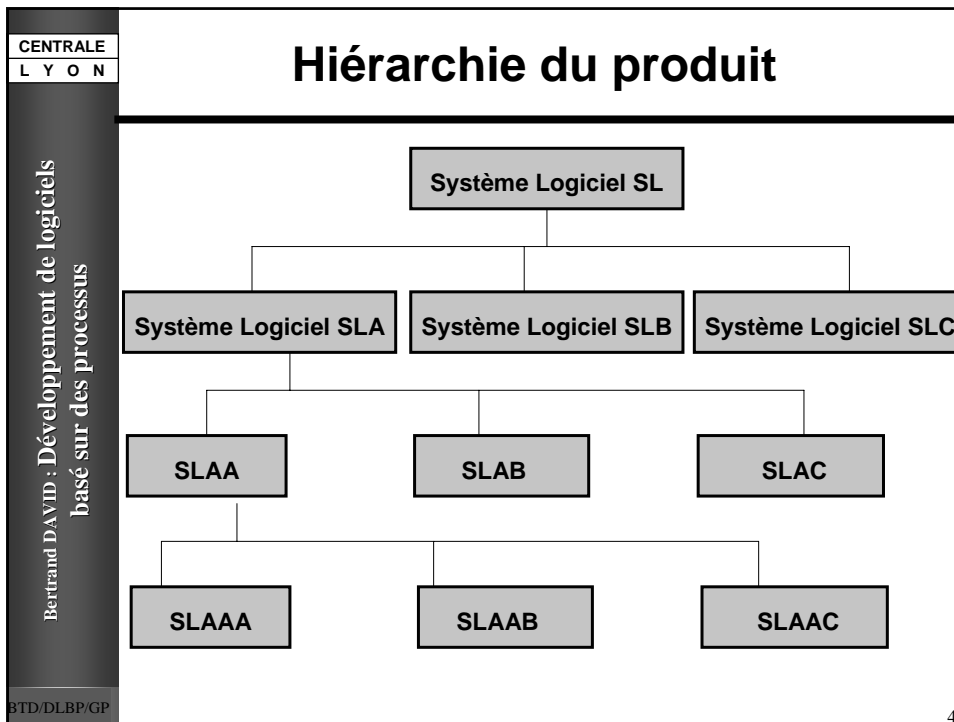 CENTRALE
L Y O N
Hiérarchie du produit
Bertrand DAVID : Développement de logiciels
basé sur des processus
Système Logiciel SL
Système Logiciel SLA
Système Logiciel SLB
Système Logiciel SLC
SLAA
SLAB
SLAC
SLAAA
SLAAB
SLAAC
BTD/DLBP/GP
4